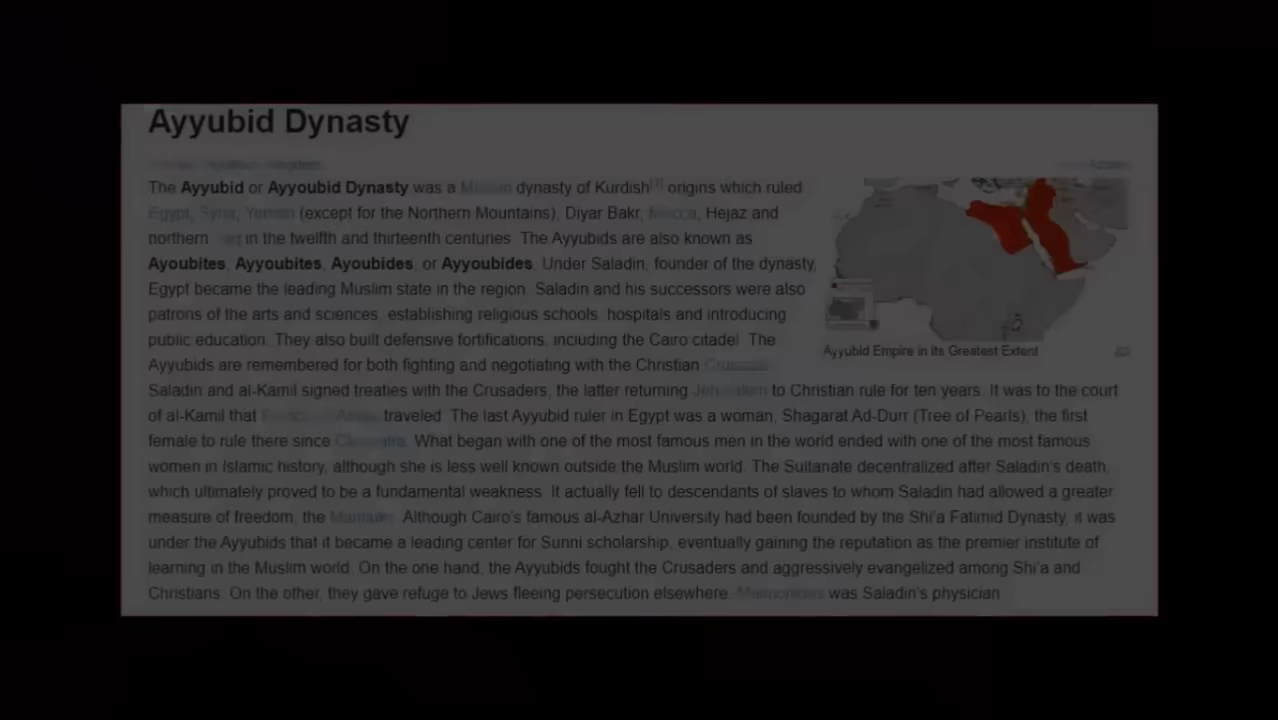 Ayyubid Dynasty
The Ayyubid or Ayyoubid Dynasty was a Muslim dynasty of Kurdish[1] origins which ruled
Egypt, Syria, Yemen (except for the Northern Mountains), Diyar Bakr, Mecca, Hejaz and
northern in the twelfth and thirteenth centuries. The Ayyubids are also known as
Ayoubites, Ayyoubites, Ayoubides, or Ayyoubides. Under Saladin, founder of the dynasty,
Egypt became the leading Muslim state in the region. Saladin and his successors were also
patrons of the arts and sciences, establishing religious schools, hospitals and introducing
public education. They also built defensive fortifications, including the Cairo citadel. The
Ayyubids are remembered for both fighting and negotiating with the Christian
Ayyubid Empire in its Greatest Extent
Saladin and al-Kamil signed treaties with the Crusaders, the latter returning Jerusalem to Christian rule for ten years. It was to the court
of al-Kamil that traveled. The last Ayyubid ruler in Egypt was a woman, Shagarat Ad-Durr (Tree of Pearls), the first
female to rule there since Cleopatra. What began with one of the most famous men in the world ended with one of the most famous
women in Islamic history, although she is less well known outside the Muslim world. The Sultanate decentralized after Saladin's death,
which ultimately proved to be a fundamental weakness. It actually fell to descendants of slaves to whom Saladin had allowed a greater
measure of freedom, the Although Cairo's famous al-Azhar University had been founded by the Shi'a Fatimid Dynasty, it was
under the Ayyubids that it became a leading center for Sunni scholarship, eventually gaining the reputation as the premier institute of
learning in the Muslim world. On the one hand, the Ayyubids fought the Crusaders and aggressively evangelized among Shi'a and
Christians. On the other, they gave refuge to Jews fleeing persecution elsewhere. Maimonides was Saladin's physician